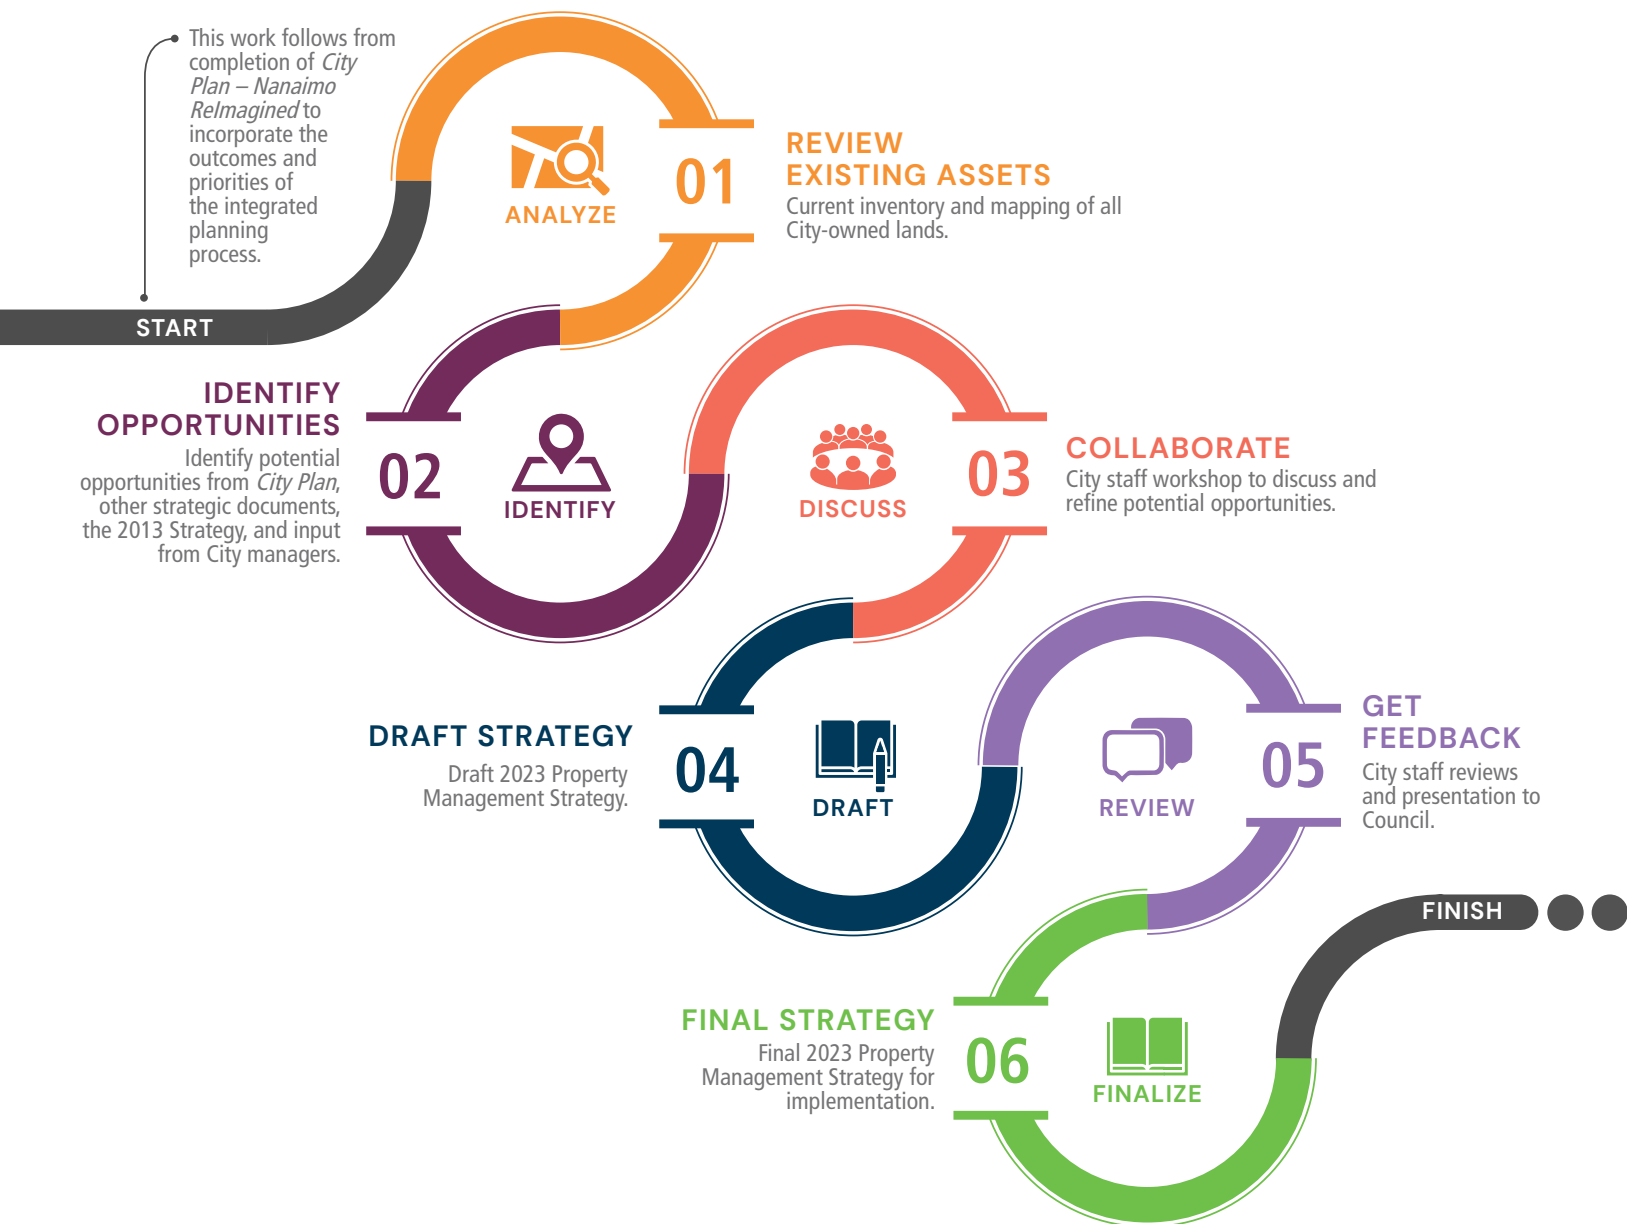 This work follows from
completion of City
Plan – Nanaimo
ReImagined to
incorporate the
outcomes and
priorities of
the integrated
planning
process.
START
ANALYZE
01
REVIEW
EXISTING ASSETS
Current inventory and mapping of all
City-owned lands.
IDENTIFY
OPPORTUNITIES
Identify potential
opportunities from City Plan,
other strategic documents,
the 2013 Strategy, and input
from City managers.
02
IDENTIFY
DISCUSS
03
COLLABORATE
City staff workshop to discuss and
refine potential opportunities.
DRAFT STRATEGY
Draft 2023 Property
Management Strategy.
04
DRAFT
REVIEW
05
GET
FEEDBACK
City staff reviews
and presentation to
Council.
FINAL STRATEGY
Final 2023 Property
Management Strategy for
implementation.
06
FINALIZE
FINISH